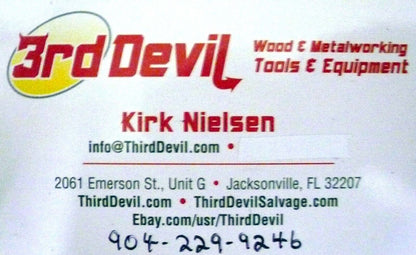 3rd Devil Wood & Metalworking
Tools & Equipment
Kirk Nielsen
info@ThirdDevil.com •
2061 Emerson St., Unit G • Jacksonville, FL 32207
ThirdDevil.com • ThirdDevilSalvage.com
Ebay.com/usr/ThirdDevil
904-229-9246